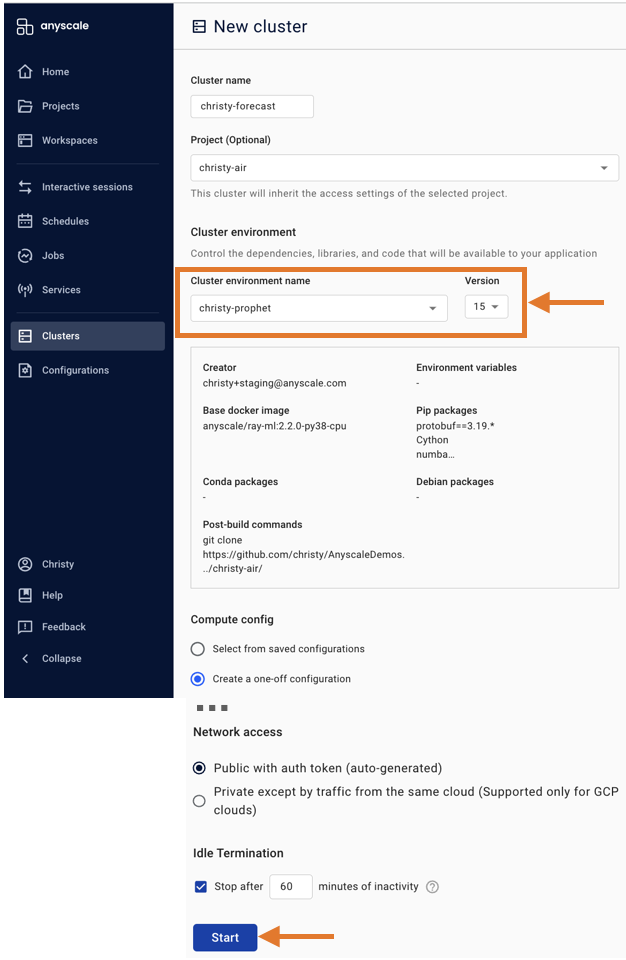 anyscale
Home
Projects
Workspaces
Interactive sessions
Schedules
Jobs
Services
Clusters
Configurations
Christy
Help
Feedback
Collapse
New cluster
Cluster name
christy-forecast
Project (Optional)
christy-air
This cluster will inherit the access settings of the selected project.
Cluster environment
Control the dependencies, libraries, and code that will be available to your application
Cluster environment name
Version
christy-prophet
15
Creator
christy+staging@anyscale.com
Environment variables
-
Base docker image
anyscale/ray-ml:2.2.0-py38-cpu
Pip packages
protobuf==3.19.*
Cython
numba...
Conda packages
-
Debian packages
-
Post-build commands
git clone
https://github.com/christy/AnyscaleDemos.
../christy-air/
Compute config
Select from saved configurations
Create a one-off configuration
Network access
Public with auth token (auto-generated)
Private except by traffic from the same cloud (Supported only for GCP
clouds)
Idle Termination
Stop after 60 minutes of inactivity ?
Start